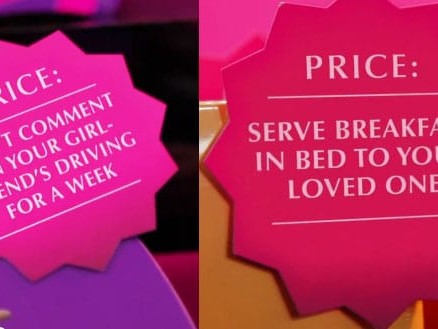 RICE:
'T COMMENT
N YOUR GIRL-
END'S DRIVING
FOR A WEEK
PRICE:
SERVE BREAKFA
IN BED TO YOU
LOVED ONE